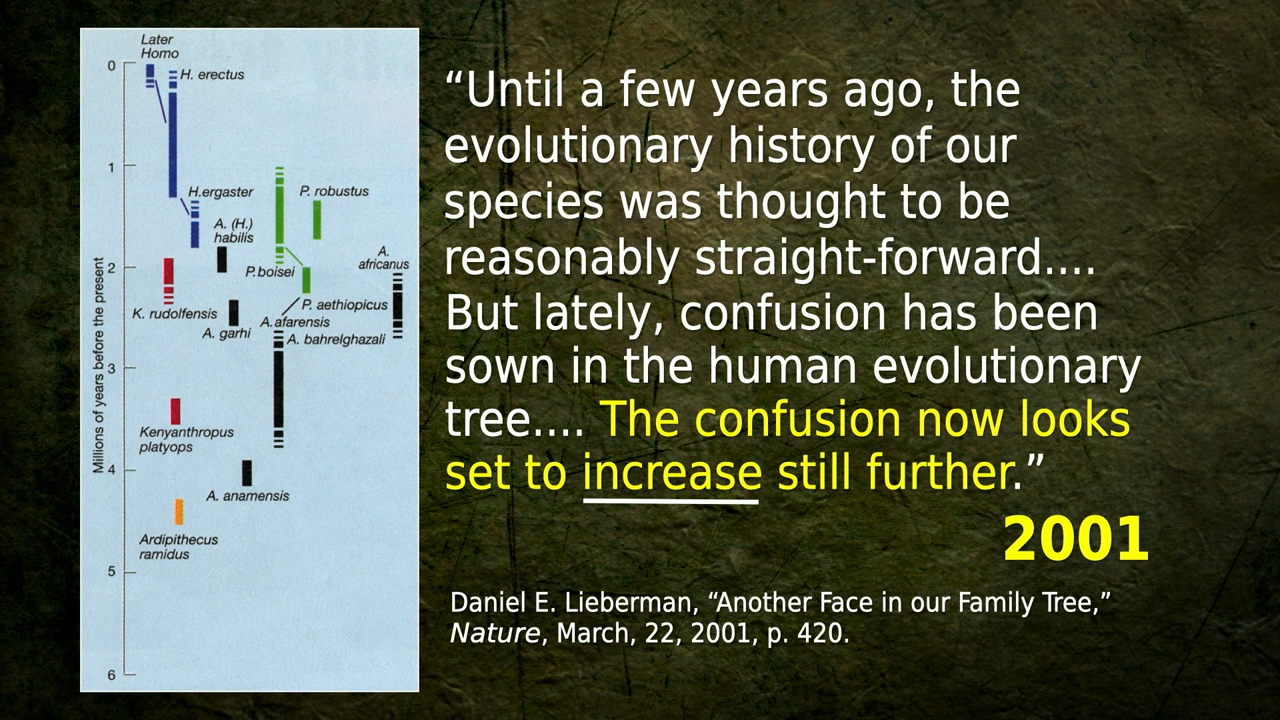 Later
Homo
0
H. erectus
1
H.ergaster
P. robustus
A. (H.)
habilis
A.
africanus
2
P.boisei
P. aethiopicus
K. rudolfensis
A.afarensis
A. garhi
A. bahrelghazali
3
Millions of years before the present
Kenyanthropus
platyops
4
A. anamensis
Ardipithecus
ramidus
5
6
“Until a few years ago, the
evolutionary history of our
species was thought to be
reasonably straight-forward....
But lately, confusion has been
sown in the human evolutionary
tree.... The confusion now looks
set to increase still further.”
2001
Daniel E. Lieberman, “Another Face in our Family Tree,”
Nature, March, 22, 2001, p. 420.